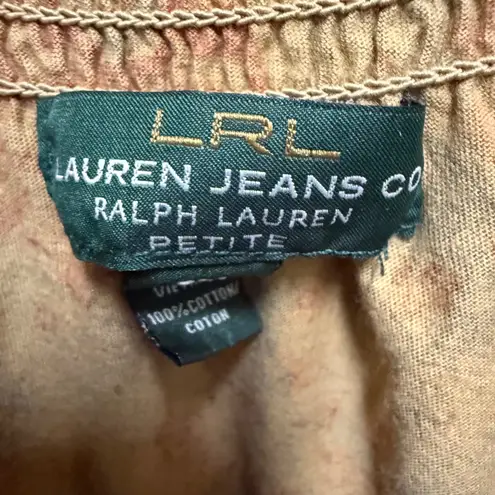 LRL
LAUREN JEANS CO
RALPH LAUREN
PETITE
100% COTTON/
COTON